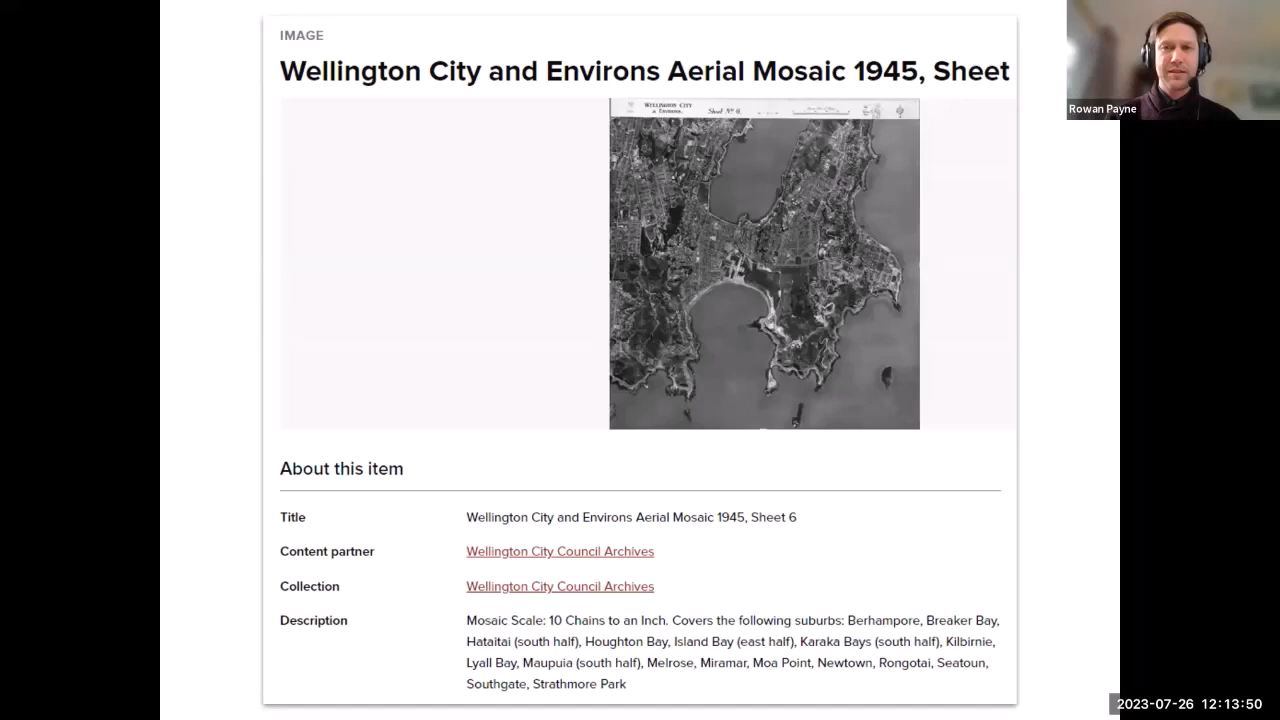 IMAGE
Wellington City and Environs Aerial Mosaic 1945, Sheet
WELLINGTON CITY
& ENVIRONS.
Sheet Nº 6.
Rowan Payne
About this item
Title
Wellington City and Environs Aerial Mosaic 1945, Sheet 6
Content partner
Wellington City Council Archives
Collection
Wellington City Council Archives
Description
Mosaic Scale: 10 Chains to an Inch. Covers the following suburbs: Berhampore, Breaker Bay,
Hataitai (south half), Houghton Bay, Island Bay (east half), Karaka Bays (south half), Kilbirnie,
Lyall Bay, Maupuia (south half), Melrose, Miramar, Moa Point, Newtown, Rongotai, Seatoun,
Southgate, Strathmore Park
2023-07-26 12:13:50